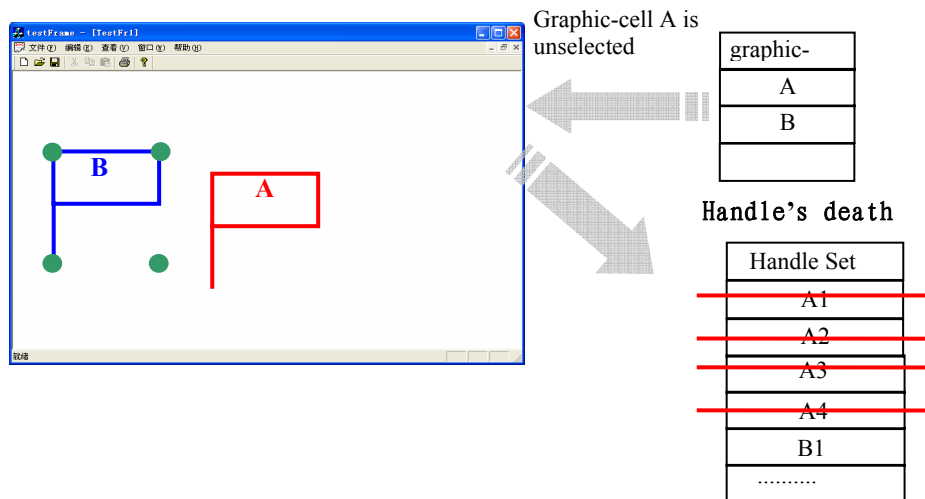 testFrame - [TestFr1]
文件(F) 编辑(E) 查看(V) 窗口(W) 帮助(H)
B
A
就绪
Graphic-cell A is
unselected
graphic-
A
B
Handle's death
Handle Set
A1
A2
A3
A4
B1
..........